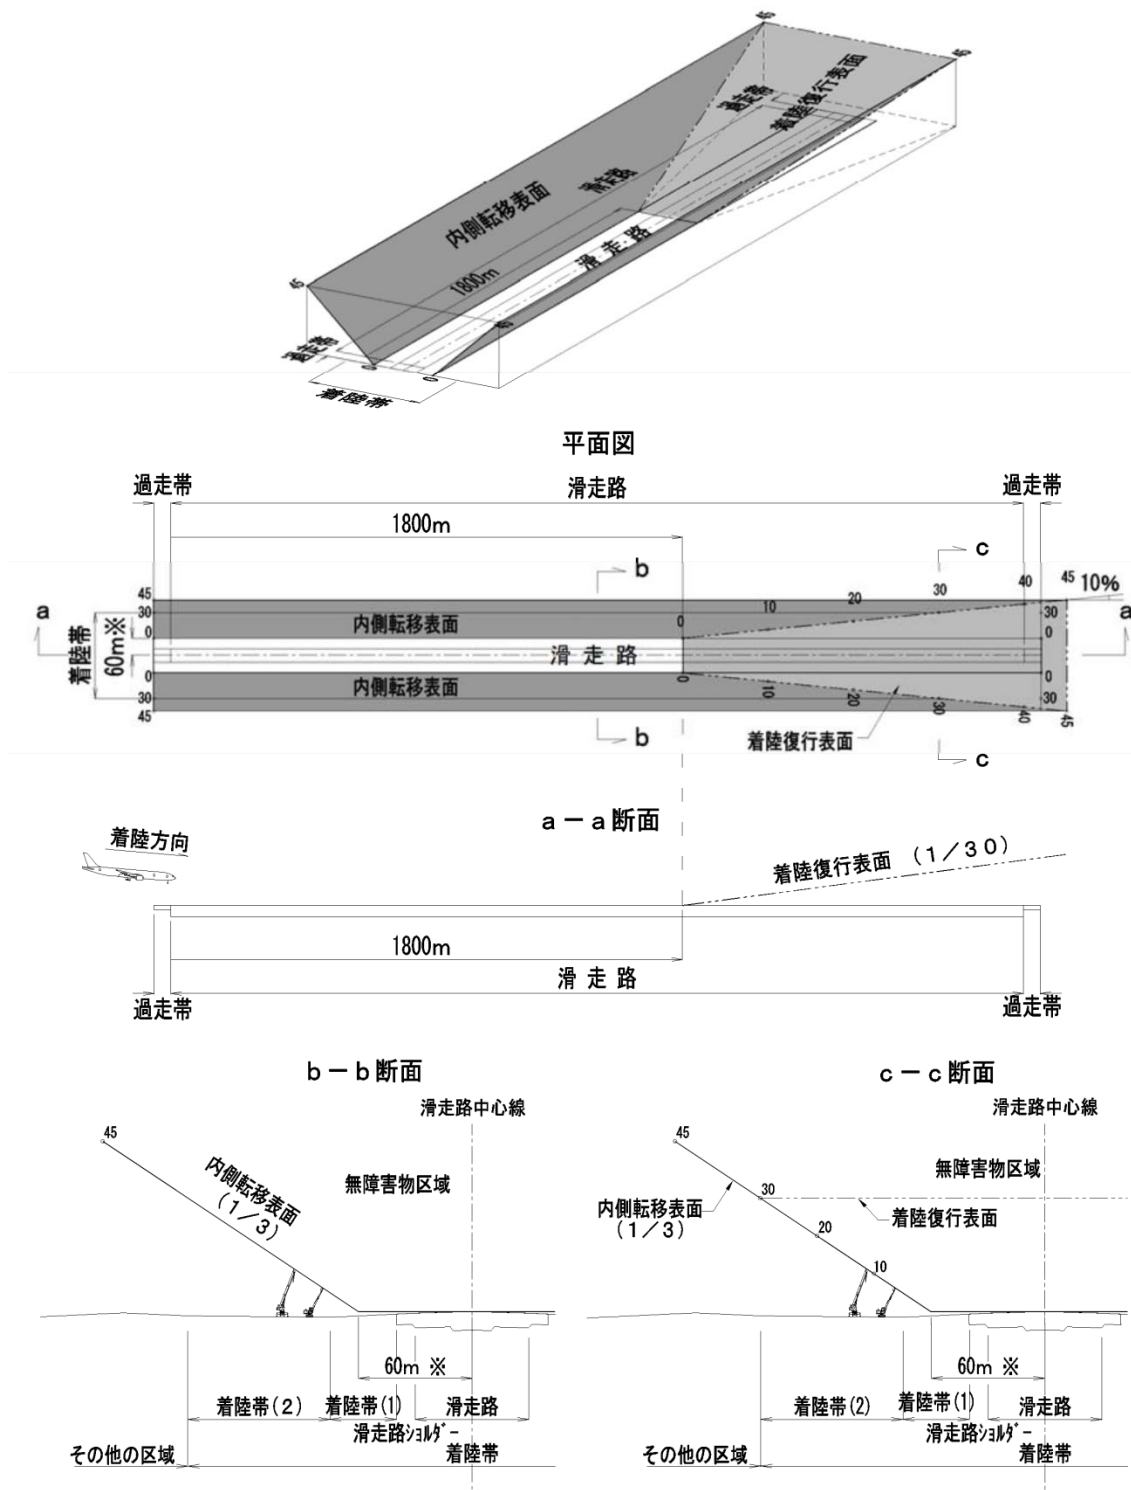 45
45
過走帯
着陸復行表面
滑走路
内側転移表面
滑走路
1800m
45
45
過走帯
0
0
着陸帯
平面図
過走帯
滑走路
過走帯
1800m
c
b
45
30
0
内側転移表面
0
10
20
30
40
45
10%
30
0
a
a
着陸帯
60m※
滑走路
0
30
45
内側転移表面
0
10
20
30
40
45
0
30
着陸復行表面
b
c
a－a断面
着陸方向
着陸復行表面 （1／30）
1800m
滑走路
過走帯
過走帯
b－b断面
滑走路中心線
45
内側転移表面
（1／3）
無障害物区域
60m ※
着陸帯(2)
着陸帯(1)
滑走路
滑走路ｼｮﾙﾀﾞｰ
その他の区域
着陸帯
c－c断面
滑走路中心線
45
無障害物区域
30
内側転移表面
（1／3）
着陸復行表面
20
10
60m ※
着陸帯(2)
着陸帯(1)
滑走路
滑走路ｼｮﾙﾀﾞｰ
その他の区域
着陸帯